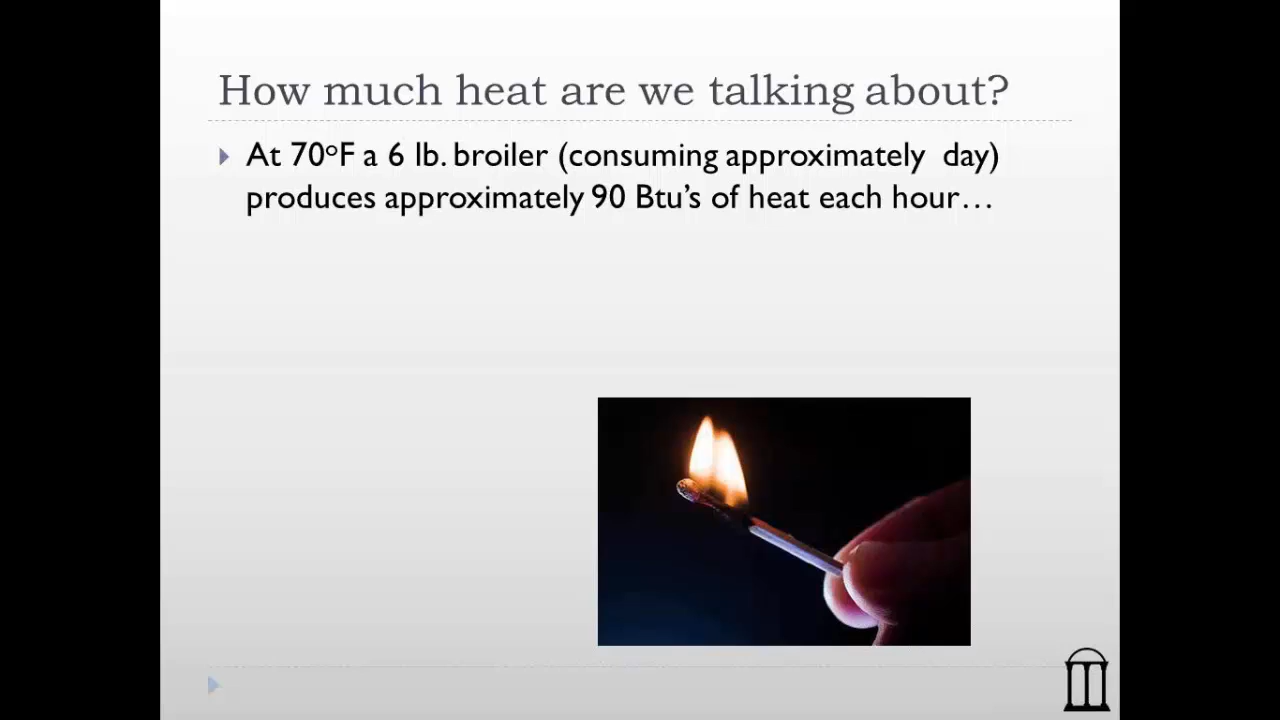 How much heat are we talking about?
At 70°F a 6 lb. broiler (consuming approximately  day)
produces approximately 90 Btu’s of heat each hour…